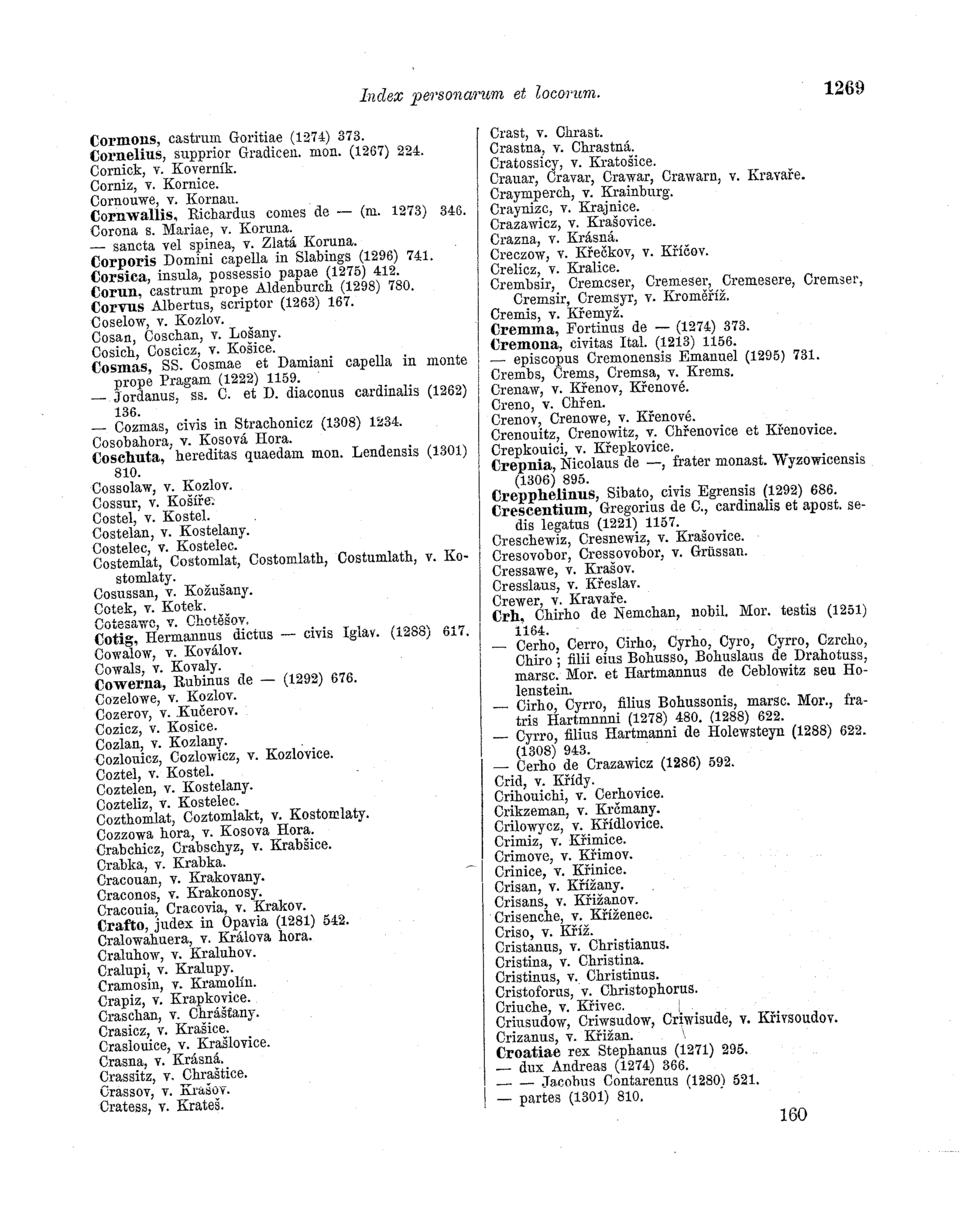 Index personarum et locorum.
1269
Cormons, castrum Goritiae (1274) 373.
Cornelius, supprior Gradicen. mon. (1267) 224.
Cornick, v. Koverník.
Corniz, v. Kornice.
Cornouwe, v. Kornau.
Cornwallis, Richardus comes de — (m. 1273) 346.
Corona s. Mariae, v. Koruna.
— sancta vel spinea, v. Zlatá Koruna.
Corporis Domini capella in Slabings (1296) 741.
Corsica, insula, possessio papae (1275) 412.
Corun, castrum prope Aldenburch (1298) 780.
Corvus Albertus, scriptor (1263) 167.
Coselow, v. Kozlov.
Cosan, Coschan, v. Lošany.
Cosich, Coscicz, v. Košice.
Cosmas, SS. Cosmae et Damiani capella in monte
prope Pragam (1222) 1159.
— Jordanus, ss. C. et D. diaconus cardinalis (1262)
136.
— Cozmas, civis in Strachonicz (1308) 1234.
Cosobahora, v. Kosová Hora.
Coschuta, hereditas quaedam mon. Lendensis (1301)
810.
Cossolaw, v. Kozlov.
Cossur, v. Košíře.
Costel, v. Kostel.
Costelan, v. Kostelany.
Costelec, v. Kostelec.
Costemlat, Costomlat, Costomlath, Costumlath, v. Ko-
stomlaty.
Cosussan, v. Kožušany.
Cotek, v. Kotek.
Cotesawc, v. Chotěšov.
Cotig, Hermannus dictus — civis Iglav. (1288) 617.
Cowalow, v. Koválov.
Cowals, v. Kovaly.
Cowerna, Rubinus de — (1292) 676.
Cozelowe, v. Kozlov.
Cozerov, v. Kučerov.
Cozicz, v. Kosice.
Cozlan, v. Kozlany.
Cozlouicz, Cozlowicz, v. Kozlovice.
Coztel, v. Kostel.
Coztelen, v. Kostelany.
Cozteliz, v. Kostelec.
Cozthomlat, Coztomlakt, v. Kostomlaty.
Cozzowa hora, v. Kosova Hora.
Crabchicz, Crabschyz, v. Krabšice.
Crabka, v. Krabka.
Cracouan, v. Krakovany.
Craconos, v. Krakonosy.
Cracouia, Cracovia, v. Krakov.
Crafto, judex in Opavia (1281) 542.
Cralowahuera, v. Králova hora.
Craluhow, v. Kraluhov.
Cralupi, v. Kralupy.
Cramosin, v. Kramolín.
Crapiz, v. Krapkovice.
Craschan, v. Chrášťany.
Crasicz, v. Krašice.
Craslouice, v. Krašlovice.
Crasna, v. Krásná.
Crassitz, v. Chraštice.
Crassov, v. Krašov.
Cratess, v. Krateš.
Crast, v. Chrast.
Crastna, v. Chrastná.
Cratossicy, v. Kratošice.
Crauar, Cravar, Crawar, Crawarn, v. Kravaře.
Craymperch, v. Krainburg.
Craynizc, v. Krajnice.
Crazawicz, v. Krašovice.
Crazna, v. Krásná.
Creczow, v. Křečkov, v. Kříčov.
Crelicz, v. Kralice.
Crembsir, Cremcser, Cremeser, Cremesere, Cremser,
Cremsir, Cremsyr, v. Kroměříž.
Cremis, v. Křemyž.
Cremma, Fortinus de — (1274) 373.
Cremona, civitas Ital. (1213) 1156.
— episcopus Cremonensis Emanuel (1295) 731.
Crembs, Crems, Cremsa, v. Krems.
Crenaw, v. Křenov, Křenové.
Creno, v. Chřen.
Crenov, Crenowe, v. Křenové.
Crenouitz, Crenowitz, v. Chřenovice et Křenovice.
Crepkouici, v. Křepkovice.
Crepnia, Nicolaus de —, frater monast. Wyzowicensis
(1306) 895.
Crepphelinus, Sibato, civis Egrensis (1292) 686.
Crescentium, Gregorius de C., cardinalis et apost. se-
dis legatus (1221) 1157.
Creschewiz, Cresnewiz, v. Krašovice.
Cresovobor, Cressovobor, v. Grüssan.
Cressawe, v. Krašov.
Cresslaus, v. Křeslav.
Crewer, v. Kravaře.
Crh, Chirho de Nemchan, nobil. Mor. testis (1251)
1164.
— Cerho, Cerro, Cirho, Cyrho, Cyro, Cyrro, Czrcho,
Chiro; filii eius Bohusso, Bohuslaus de Drahotuss,
marsc. Mor. et Hartmannus de Ceblowitz seu Ho-
lenstein.
— Cirho, Cyrro, filius Bohussonis, marsc. Mor., fra-
tris Hartmnnni (1278) 480. (1288) 622.
— Cyrro, filius Hartmanni de Holewsteyn (1288) 622.
(1308) 943.
— Cerho de Crazawicz (1286) 592.
Crid, v. Křídy.
Crihouichi, v. Cerhovice.
Crikzeman, v. Krčmany.
Crilowycz, v. Křídlovice.
Crimiz, v. Křimice.
Crimove, v. Křimov.
Crinice, v. Křinice.
Crisan, v. Křížany.
Crisans, v. Křižanov.
Crisenche, v. Kříženec.
Criso, v. Kříž.
Cristanus, v. Christianus.
Cristina, v. Christina.
Cristinus, v. Christinus.
Cristoforus, v. Christophorus.
Criuche, v. Křivec.
Criusudow, Criwsudow, Criwisude, v. Křivsoudov.
Crizanus, v. Křižan.
Croatiae rex Stephanus (1271) 295.
— dux Andreas (1274) 366.
— — Jacobus Contarenus (1280) 521.
— partes (1301) 810.
160